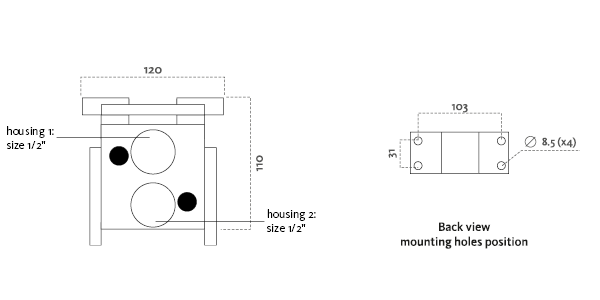 120
housing 1:
size 1/2"
110
housing 2:
size 1/2"
103
31
8.5 (x4)
Back view
mounting holes position